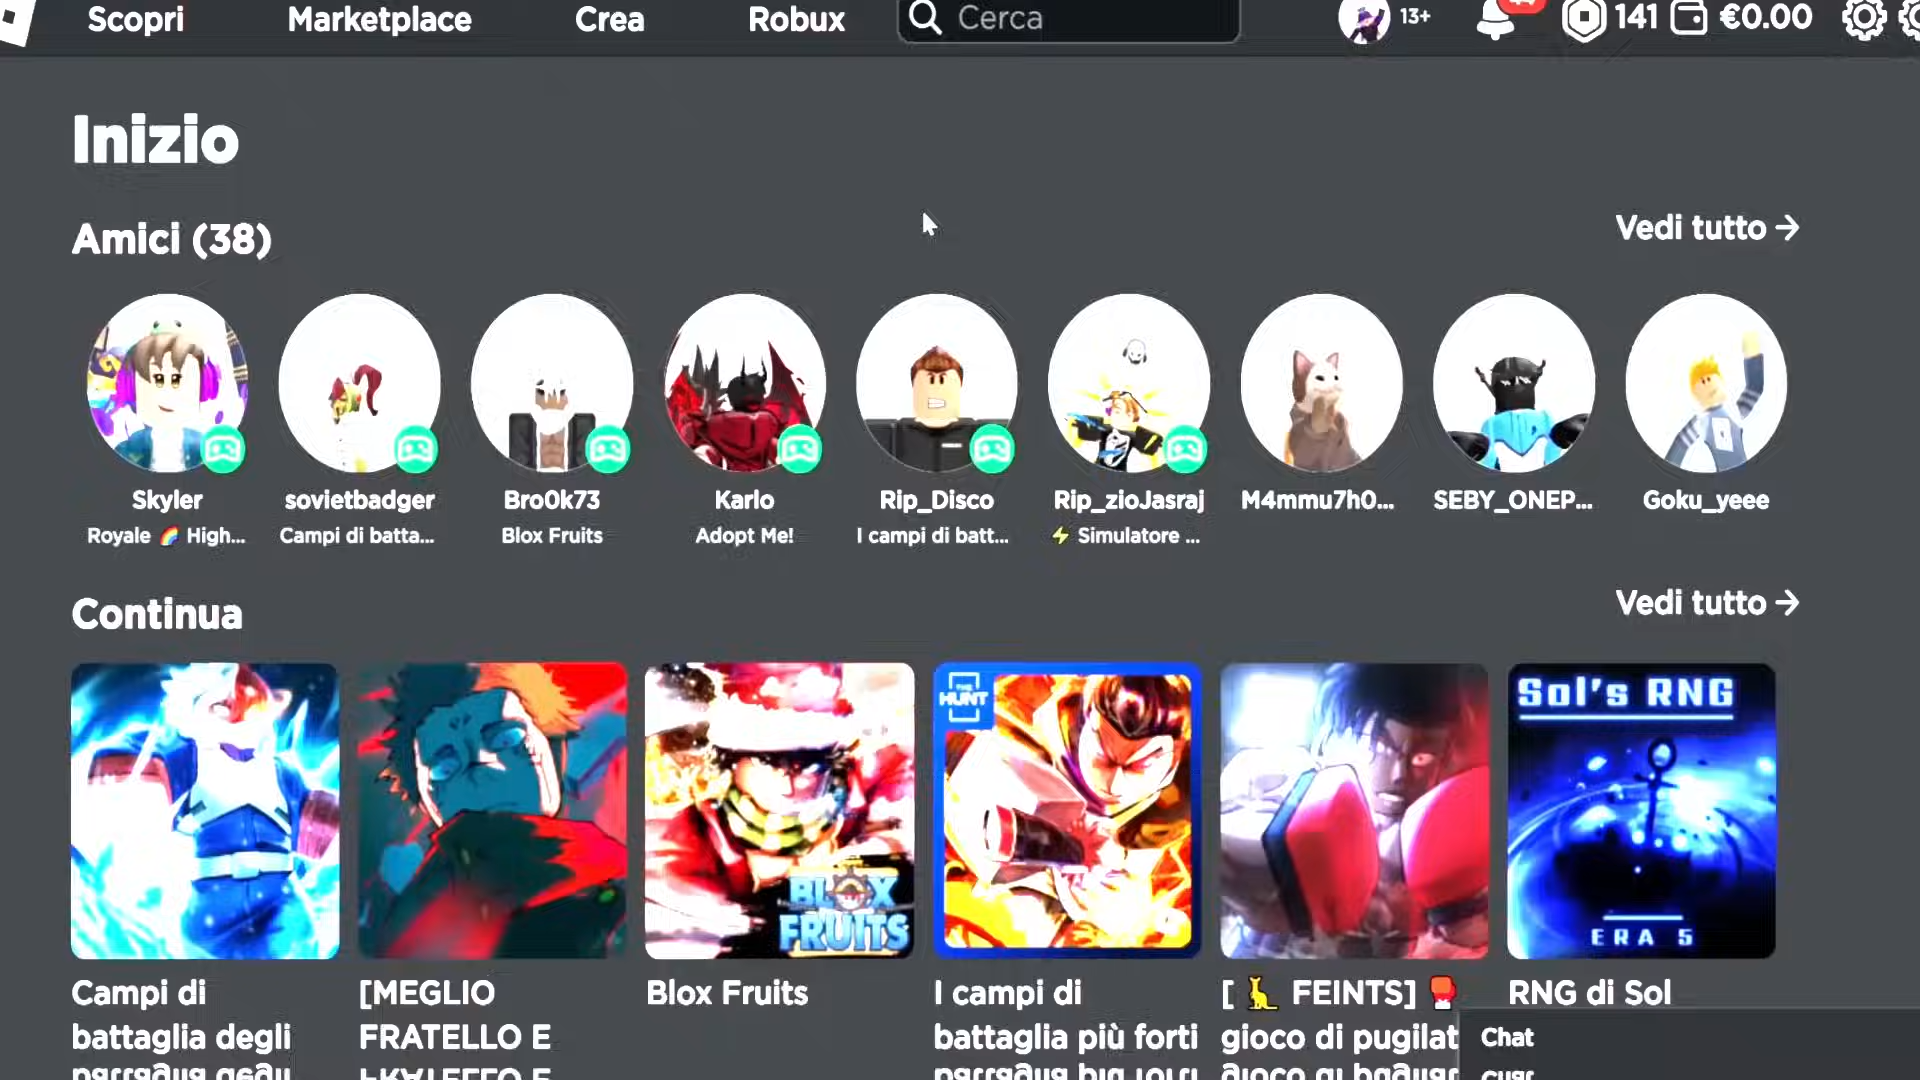 Scopri Marketplace Crea Robux Cerca 13+ 141 €0.00
Inizio
Amici (38) Vedi tutto
Skyler sovietbadger Bro0k73 Karlo Rip_Disco Rip_zioJasraj M4mmu7h0... SEBY_ONEP... Goku_yeee
Royale 🌈 High... Campi di batta... Blox Fruits Adopt Me! I campi di batt... ⚡ Simulatore ...
Continua Vedi tutto
THE
HUNT
Sol's RNG
BLOX
FRUITS
ERA 5
Campi di [MEGLIO Blox Fruits I campi di [ 🦘 FEINTS] 🥊 RNG di Sol
battaglia degli FRATELLO E battaglia più forti gioco di pugilat Chat